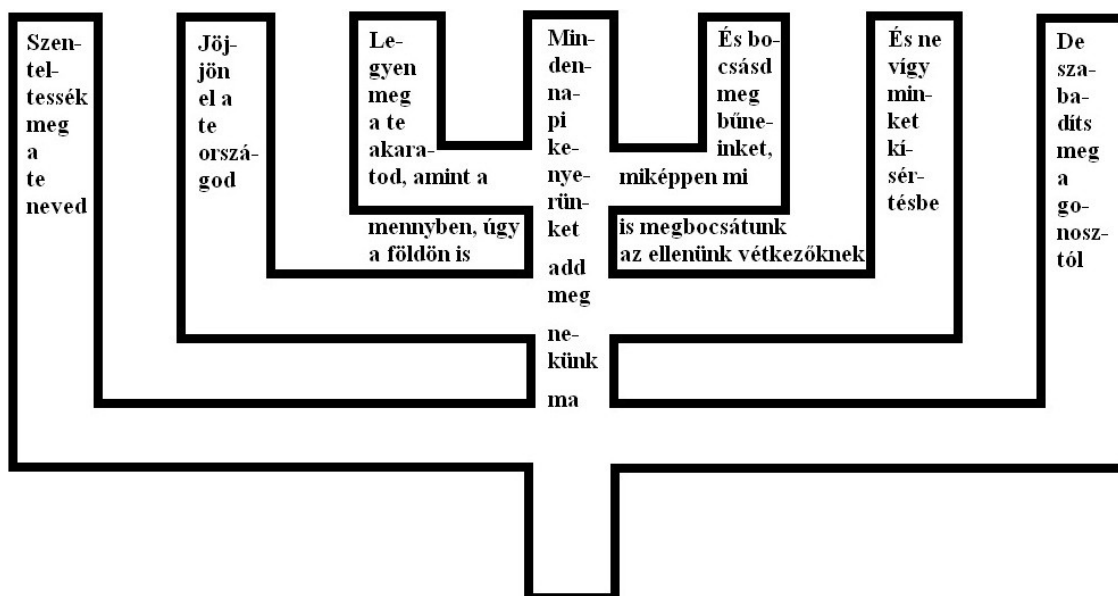 Szen-
tel-
tessék
meg
a
te
neved
Jöj-
jön
el a
te
orszá-
god
Le-
gyen
meg
a te
akara-
tod, amint a
mennyben, úgy
a földön is
Min-
den-
na-
pi
ke-
nye-
rün-
ket
add
meg
ne-
künk
ma
És bo-
csásd
meg
bűne-
inket,
miképpen mi
is megbocsátunk
az ellenünk vétkezőknek
És ne
vígy
min-
ket
kí-
sér-
tésbe
De
sza-
ba-
díts
meg
a
go-
nosz-
tól